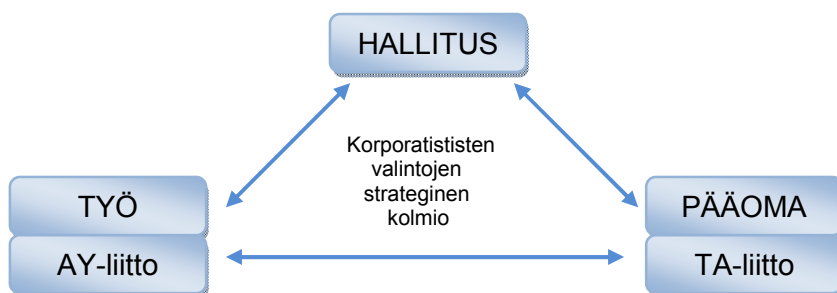 HALLITUS
Korporatististen
valintojen
strateginen
kolmio
TYÖ
PÄÄOMA
AY-liitto
TA-liitto